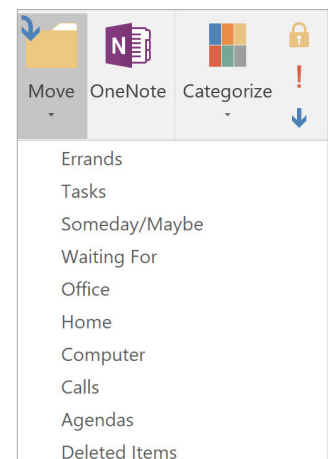 Move OneNote Categorize
Errands
Tasks
Someday/Maybe
Waiting For
Office
Home
Computer
Calls
Agendas
Deleted Items